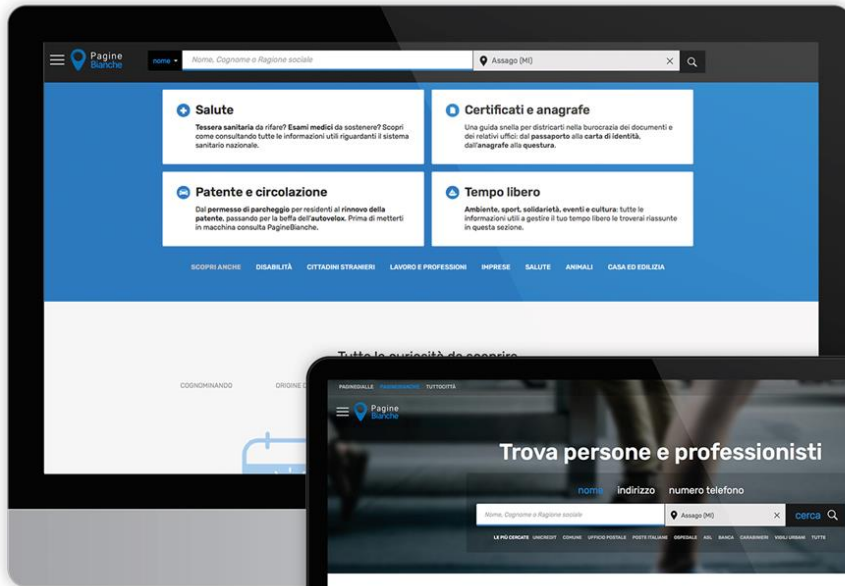 Pagine
Bianche
nome
Nome, Cognome o Ragione sociale
Assago (MI)
Salute
Tessera sanitaria da rifare? Esami medici da sostenere? Scopri
come consultando tutte le informazioni utili riguardanti il sistema
sanitario nazionale.
Certificati e anagrafe
Una guida snella per districarti nella burocrazia dei documenti e
dei relativi uffici: dal passaporto alla carta di identità,
dall'anagrafe alla questura.
Patente e circolazione
Dal permesso di parcheggio per residenti al rinnovo della
patente, passando per la beffa dell'autovelox. Prima di metterti
in macchina consulta PagineBianche.
Tempo libero
Ambiente, sport, solidarietà, eventi e cultura: tutte le
informazioni utili a gestire il tuo tempo libero le troverai riassunte
in questa sezione.
SCOPRI ANCHE DISABILITÀ CITTADINI STRANIERI LAVORO E PROFESSIONI IMPRESE SALUTE ANIMALI CASA ED EDILIZIA
Tutte le curiosità da scoprire
COGNOMINANDO ORIGINE
PAGINEGIALLE PAGINEBIANCHE TUTTOCITTÀ
Pagine
Bianche
Trova persone e professionisti
nome indirizzo numero telefono
Nome, Cognome o Ragione sociale
Assago (MI)
cerca
LE PIÙ CERCATE UNICREDIT COMUNE UFFICIO POSTALE POSTE ITALIANE OSPEDALE ASL BANCA CARABINIERI VIGILI URBANI TUTTE